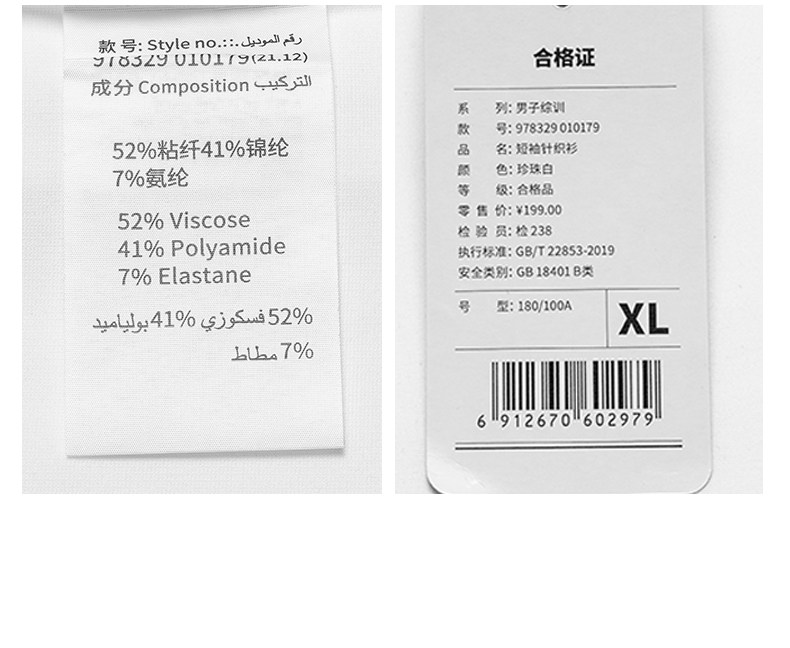 款 号: Style no.::. رقم الموديل
978329 010179(21.12)
成分 Composition التركيب
52%粘纤41%锦纶
7%氨纶
52% Viscose
41% Polyamide
7% Elastane
52% فسكوزي 41% بولياميد
7% مطاط
合格证
系 列: 男子综训
款 号: 978329 010179
品 名: 短袖针织衫
颜 色: 珍珠白
等 级: 合格品
零 售 价: ¥199.00
检 验 员: 检 238
执行标准: GB/T 22853-2019
安全类别: GB 18401 B类
号 型: 180/100A
XL
6 912670 602979